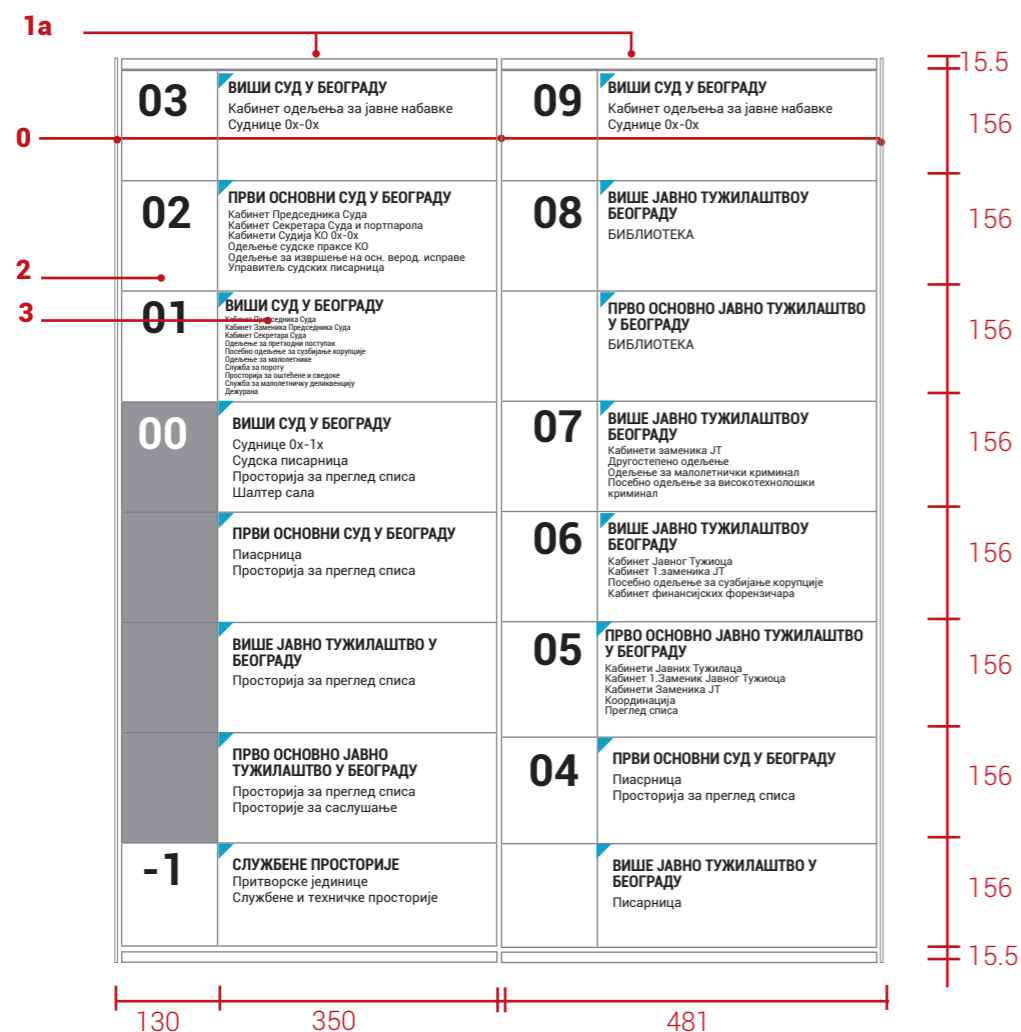 1a
03
ВИШИ СУД У БЕОГРАДУ
Кабинет одељења за јавне набавке
Суднице 0x-0x
0
02
ПРВИ ОСНОВНИ СУД У БЕОГРАДУ
Кабинет Председника Суда
Кабинет Секретара Суда и портпарола
Кабинети Судија КО 0x-0x
Одељење судске праксе КО
Одељење за извршење на осн. верод. исправе
Управитељ судских писарница
2
3
01
ВИШИ СУД У БЕОГРАДУ
Кабинет Председника Суда
Кабинет Заменика Председника Суда
Кабинет Секретара Суда
Одељење за претходни поступак
Посебно одељење за сузбијање корупције
Одељење за малолетнике
Служба за пороту
Просторија за оштећене и сведоке
Служба за малолетничку деликвенцију
Дежурана
00
ВИШИ СУД У БЕОГРАДУ
Суднице 0x-1x
Судска писарница
Просторија за преглед списа
Шалтер сала
ПРВИ ОСНОВНИ СУД У БЕОГРАДУ
Пиасрница
Просторија за преглед списа
ВИШЕ ЈАВНО ТУЖИЛАШТВО У
БЕОГРАДУ
Просторија за преглед списа
ПРВО ОСНОВНО ЈАВНО
ТУЖИЛАШТВО У БЕОГРАДУ
Просторија за преглед списа
Просторије за саслушање
-1
СЛУЖБЕНЕ ПРОСТОРИЈЕ
Притворске јединице
Службене и техничке просторије
09
ВИШИ СУД У БЕОГРАДУ
Кабинет одељења за јавне набавке
Суднице 0x-0x
08
ВИШЕ ЈАВНО ТУЖИЛАШТВОУ
БЕОГРАДУ
БИБЛИОТЕКА
ПРВО ОСНОВНО ЈАВНО ТУЖИЛАШТВО
У БЕОГРАДУ
БИБЛИОТЕКА
07
ВИШЕ ЈАВНО ТУЖИЛАШТВОУ
БЕОГРАДУ
Кабинети заменика ЈТ
Другостепено одељење
Одељење за малолетнички криминал
Посебно одељење за високотехнолошки
криминал
06
ВИШЕ ЈАВНО ТУЖИЛАШТВОУ
БЕОГРАДУ
Кабинет Јавног Тужиоца
Кабинет 1.заменика ЈТ
Посебно одељење за сузбијање корупције
Кабинет финансијских форензичара
05
ПРВО ОСНОВНО ЈАВНО ТУЖИЛАШТВО
У БЕОГРАДУ
Кабинети Јавних Тужилаца
Кабинет 1.Заменик Јавног Тужиоца
Кабинети Заменика ЈТ
Координација
Преглед списа
04
ПРВИ ОСНОВНИ СУД У БЕОГРАДУ
Пиасрница
Просторија за преглед списа
ВИШЕ ЈАВНО ТУЖИЛАШТВО У
БЕОГРАДУ
Писарница
15.5
156
156
156
156
156
156
156
156
15.5
130
350
481